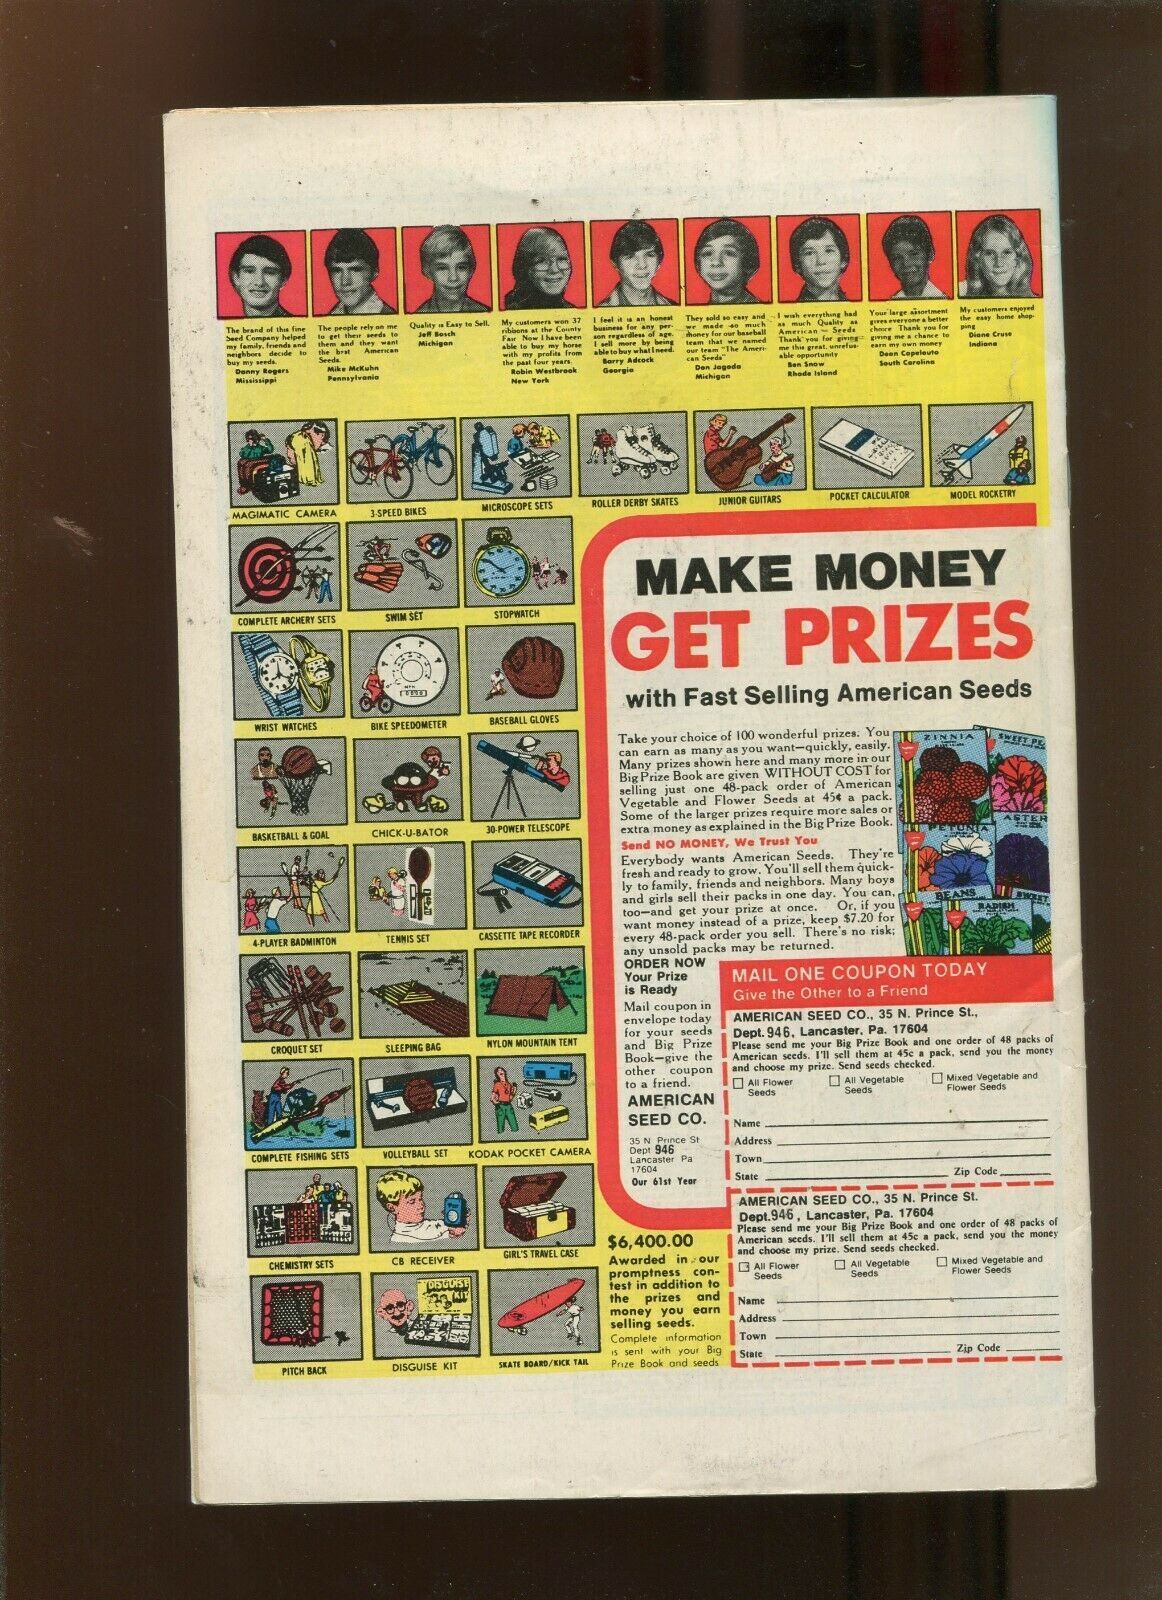 The brand of this fine
Seed Company helped
my family, friends and
neighbors decide to
buy my seeds.
Danny Rogers
Mississippi
The people rely on me
to get their seeds to
them and they want
the best American
Seeds.
Mike McKuhn
Pennsylvania
Quality is Easy to Sell.
Jeff Bosch
Michigan
My customers won 37
ribbons at the County
Fair Now I have been
able to buy my horse
with my profits from
the past four years.
Robin Westbrook
New York
I feel it is an honest
business for any per-
son regardless of age.
I sell more by being
able to buy what I need.
Barry Adcock
Georgia
They sold so easy and
we made so much
money for our baseball
team that we named
our team "The Ameri-
can Seeds"
Don Jagoda
Michigan
I wish everything had
as much Quality as
American Seeds
Thank you for giving
me this great, unrefus-
able opportunity
Ben Snow
Rhode Island
Your large assortment
gives everyone a better
choice Thank you for
giving me a chance to
earn my own money
Dean Capelouto
South Carolina
My customers enjoyed
the easy home shop-
ping
Diane Cruse
Indiana
MAGIMATIC CAMERA
3-SPEED BIKES
MICROSCOPE SETS
ROLLER DERBY SKATES
JUNIOR GUITARS
POCKET CALCULATOR
MODEL ROCKETRY
COMPLETE ARCHERY SETS
SWIM SET
STOPWATCH
WRIST WATCHES
BIKE SPEEDOMETER
BASEBALL GLOVES
BASKETBALL & GOAL
CHICK-U-BATOR
30-POWER TELESCOPE
4-PLAYER BADMINTON
TENNIS SET
CASSETTE TAPE RECORDER
CROQUET SET
SLEEPING BAG
NYLON MOUNTAIN TENT
COMPLETE FISHING SETS
VOLLEYBALL SET
KODAK POCKET CAMERA
CHEMISTRY SETS
CB RECEIVER
GIRL'S TRAVEL CASE
DISGUISE
KIT
PITCH BACK
DISGUISE KIT
SKATE BOARD/KICK TAIL
MAKE MONEY
GET PRIZES
with Fast Selling American Seeds
Take your choice of 100 wonderful prizes. You
can earn as many as you want—quickly, easily.
Many prizes shown here and many more in our
Big Prize Book are given WITHOUT COST for
selling just one 48-pack order of American
Vegetable and Flower Seeds at 45¢ a pack.
Some of the larger prizes require more sales or
extra money as explained in the Big Prize Book.
Send NO MONEY, We Trust You
Everybody wants American Seeds. They're
fresh and ready to grow. You'll sell them quick-
ly to family, friends and neighbors. Many boys
and girls sell their packs in one day. You can,
too—and get your prize at once. Or, if you
want money instead of a prize, keep $7.20 for
every 48-pack order you sell. There's no risk;
any unsold packs may be returned.
ZINNIA
SWEET PE
PETUNIA
ASTER
BEANS
RADISH
SWEET
ORDER NOW
Your Prize
is Ready
Mail coupon in
envelope today
for your seeds
and Big Prize
Book—give the
other coupon
to a friend.
AMERICAN
SEED CO.
35 N Prince St
Dept 946
Lancaster Pa
17604
Our 61st Year
MAIL ONE COUPON TODAY
Give the Other to a Friend
AMERICAN SEED CO., 35 N. Prince St.,
Dept. 946, Lancaster, Pa. 17604
Please send me your Big Prize Book and one order of 48 packs of
American seeds. I'll sell them at 45c a pack, send you the money
and choose my prize. Send seeds checked.
All Flower
Seeds
All Vegetable
Seeds
Mixed Vegetable and
Flower Seeds
Name
Address
Town
State Zip Code
AMERICAN SEED CO., 35 N. Prince St.
Dept. 946, Lancaster, Pa. 17604
Please send me your Big Prize Book and one order of 48 packs of
American seeds. I'll sell them at 45c a pack, send you the money
and choose my prize. Send seeds checked.
All Flower
Seeds
All Vegetable
Seeds
Mixed Vegetable and
Flower Seeds
Name
Address
Town
State Zip Code
$6,400.00
Awarded in our
promptness con-
test in addition to
the prizes and
money you earn
selling seeds.
Complete information
is sent with your Big
Prize Book and seeds